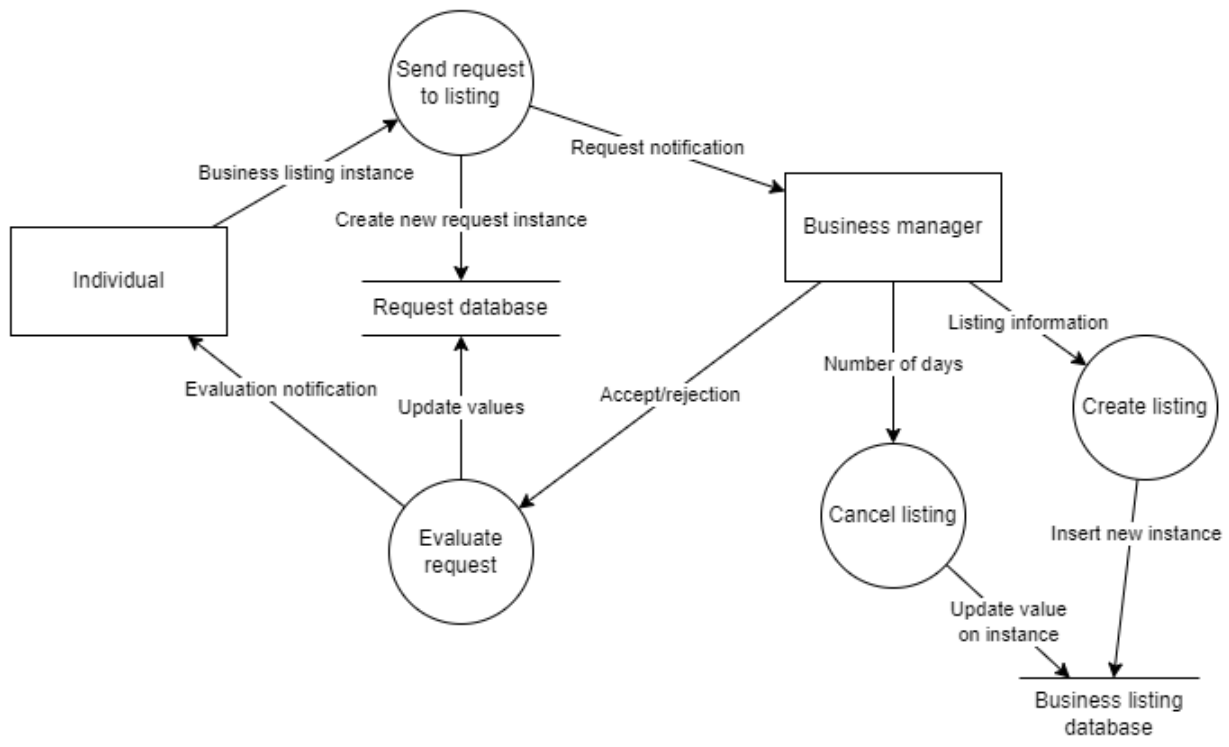 Send request
to listing
Request notification
Business listing instance
Create new request instance
Business manager
Individual
Request database
Listing information
Number of days
Evaluation notification
Update values
Accept/rejection
Create listing
Cancel listing
Evaluate
request
Insert new instance
Update value
on instance
Business listing
database